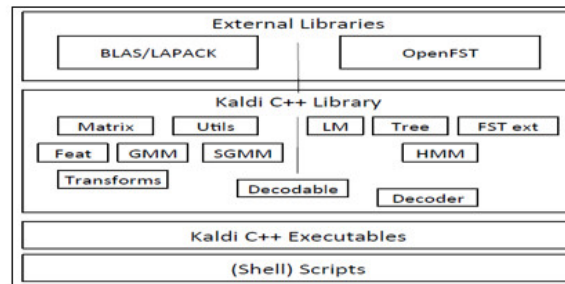 External Libraries
BLAS/LAPACK OpenFST
Kaldi C++ Library
Matrix Utils LM Tree FST ext
Feat GMM SGMM HMM
Transforms
Decodable
Decoder
Kaldi C++ Executables
(Shell) Scripts